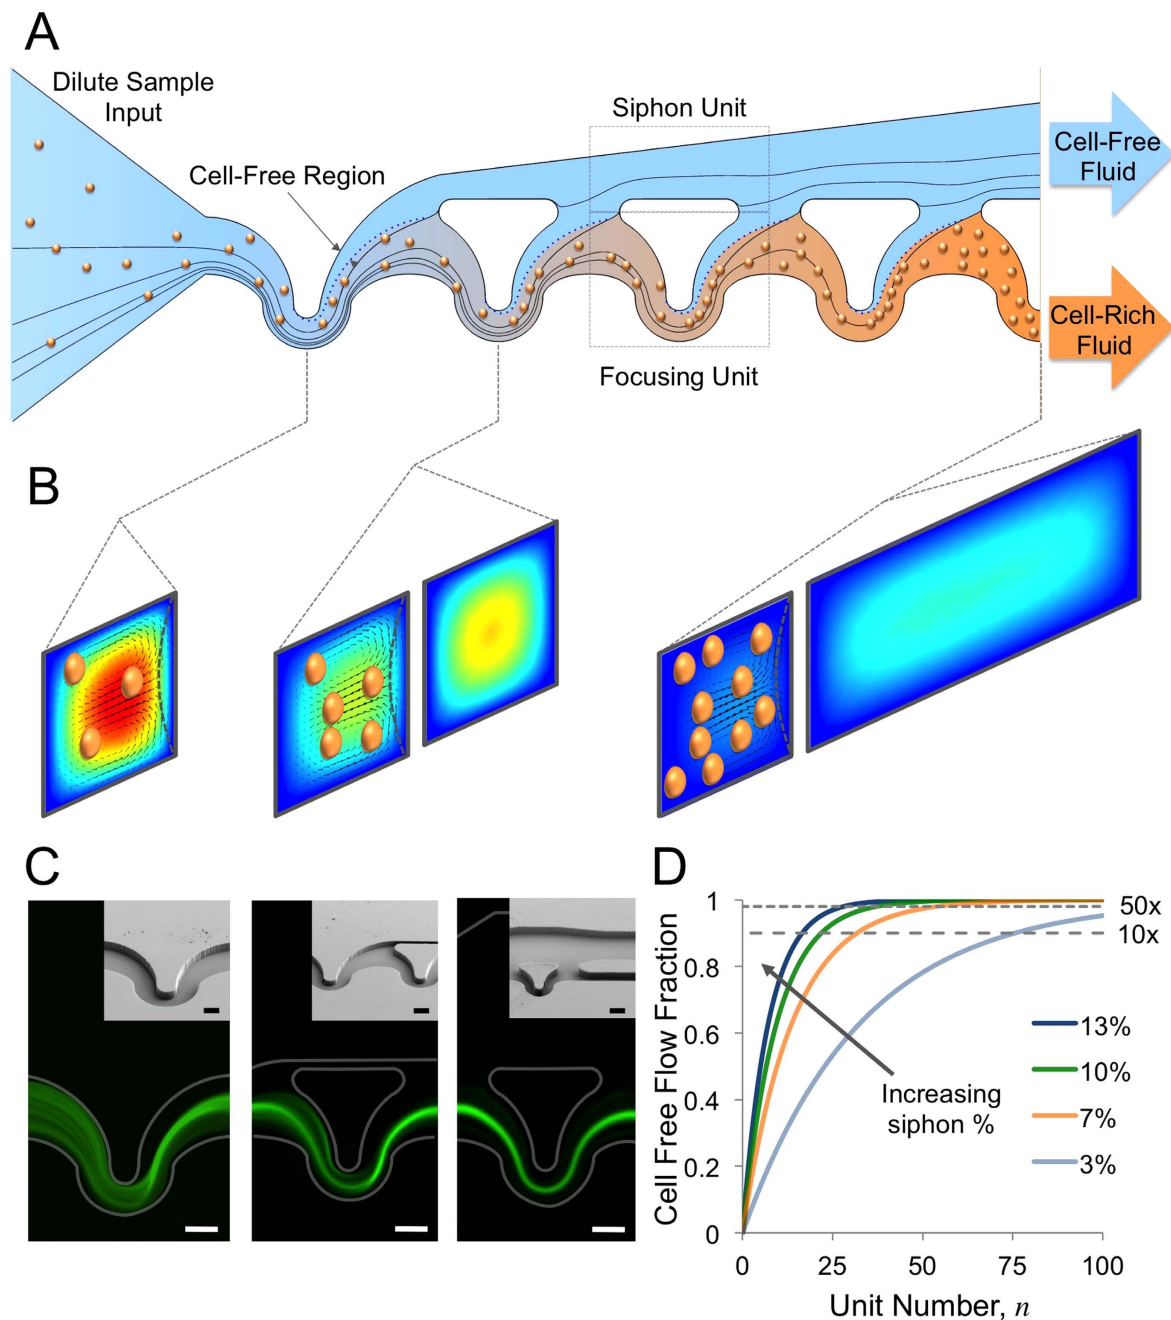 A
Dilute Sample
Input
Siphon Unit
Cell-Free Region
Cell-Free
Fluid
Cell-Rich
Fluid
Focusing Unit
B
C
D
Cell Free Flow Fraction
1
0.8
0.6
0.4
0.2
0
50x
10x
13%
10%
7%
3%
Increasing
siphon %
0
25
50
75
100
Unit Number, n